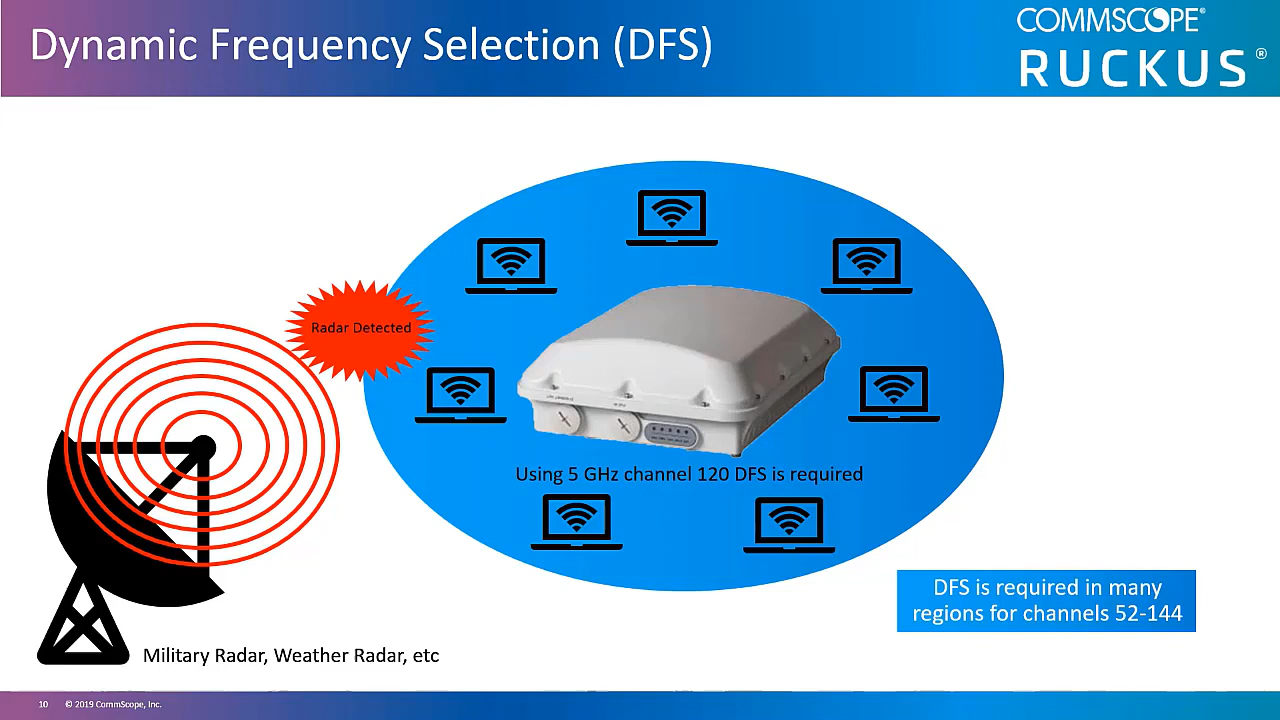 Dynamic Frequency Selection (DFS)
COMMSCOPE®
RUCKUS®
Radar Detected
Using 5 GHz channel 120 DFS is required
DFS is required in many
regions for channels 52-144
Military Radar, Weather Radar, etc
10 © 2019 CommScope, Inc.